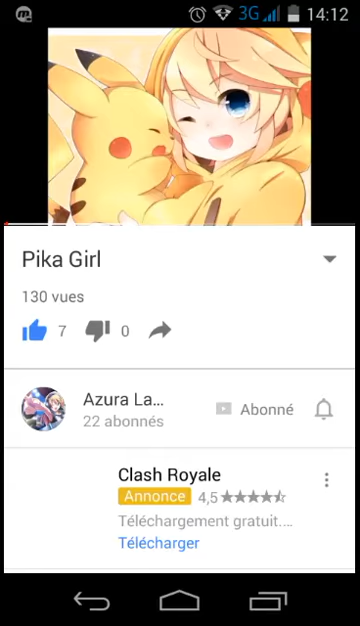 3G 14:12
Pika Girl
130 vues
7 0
Azura La...
22 abonnés
Abonné
Clash Royale
Annonce 4,5
Téléchargement gratuit....
Télécharger